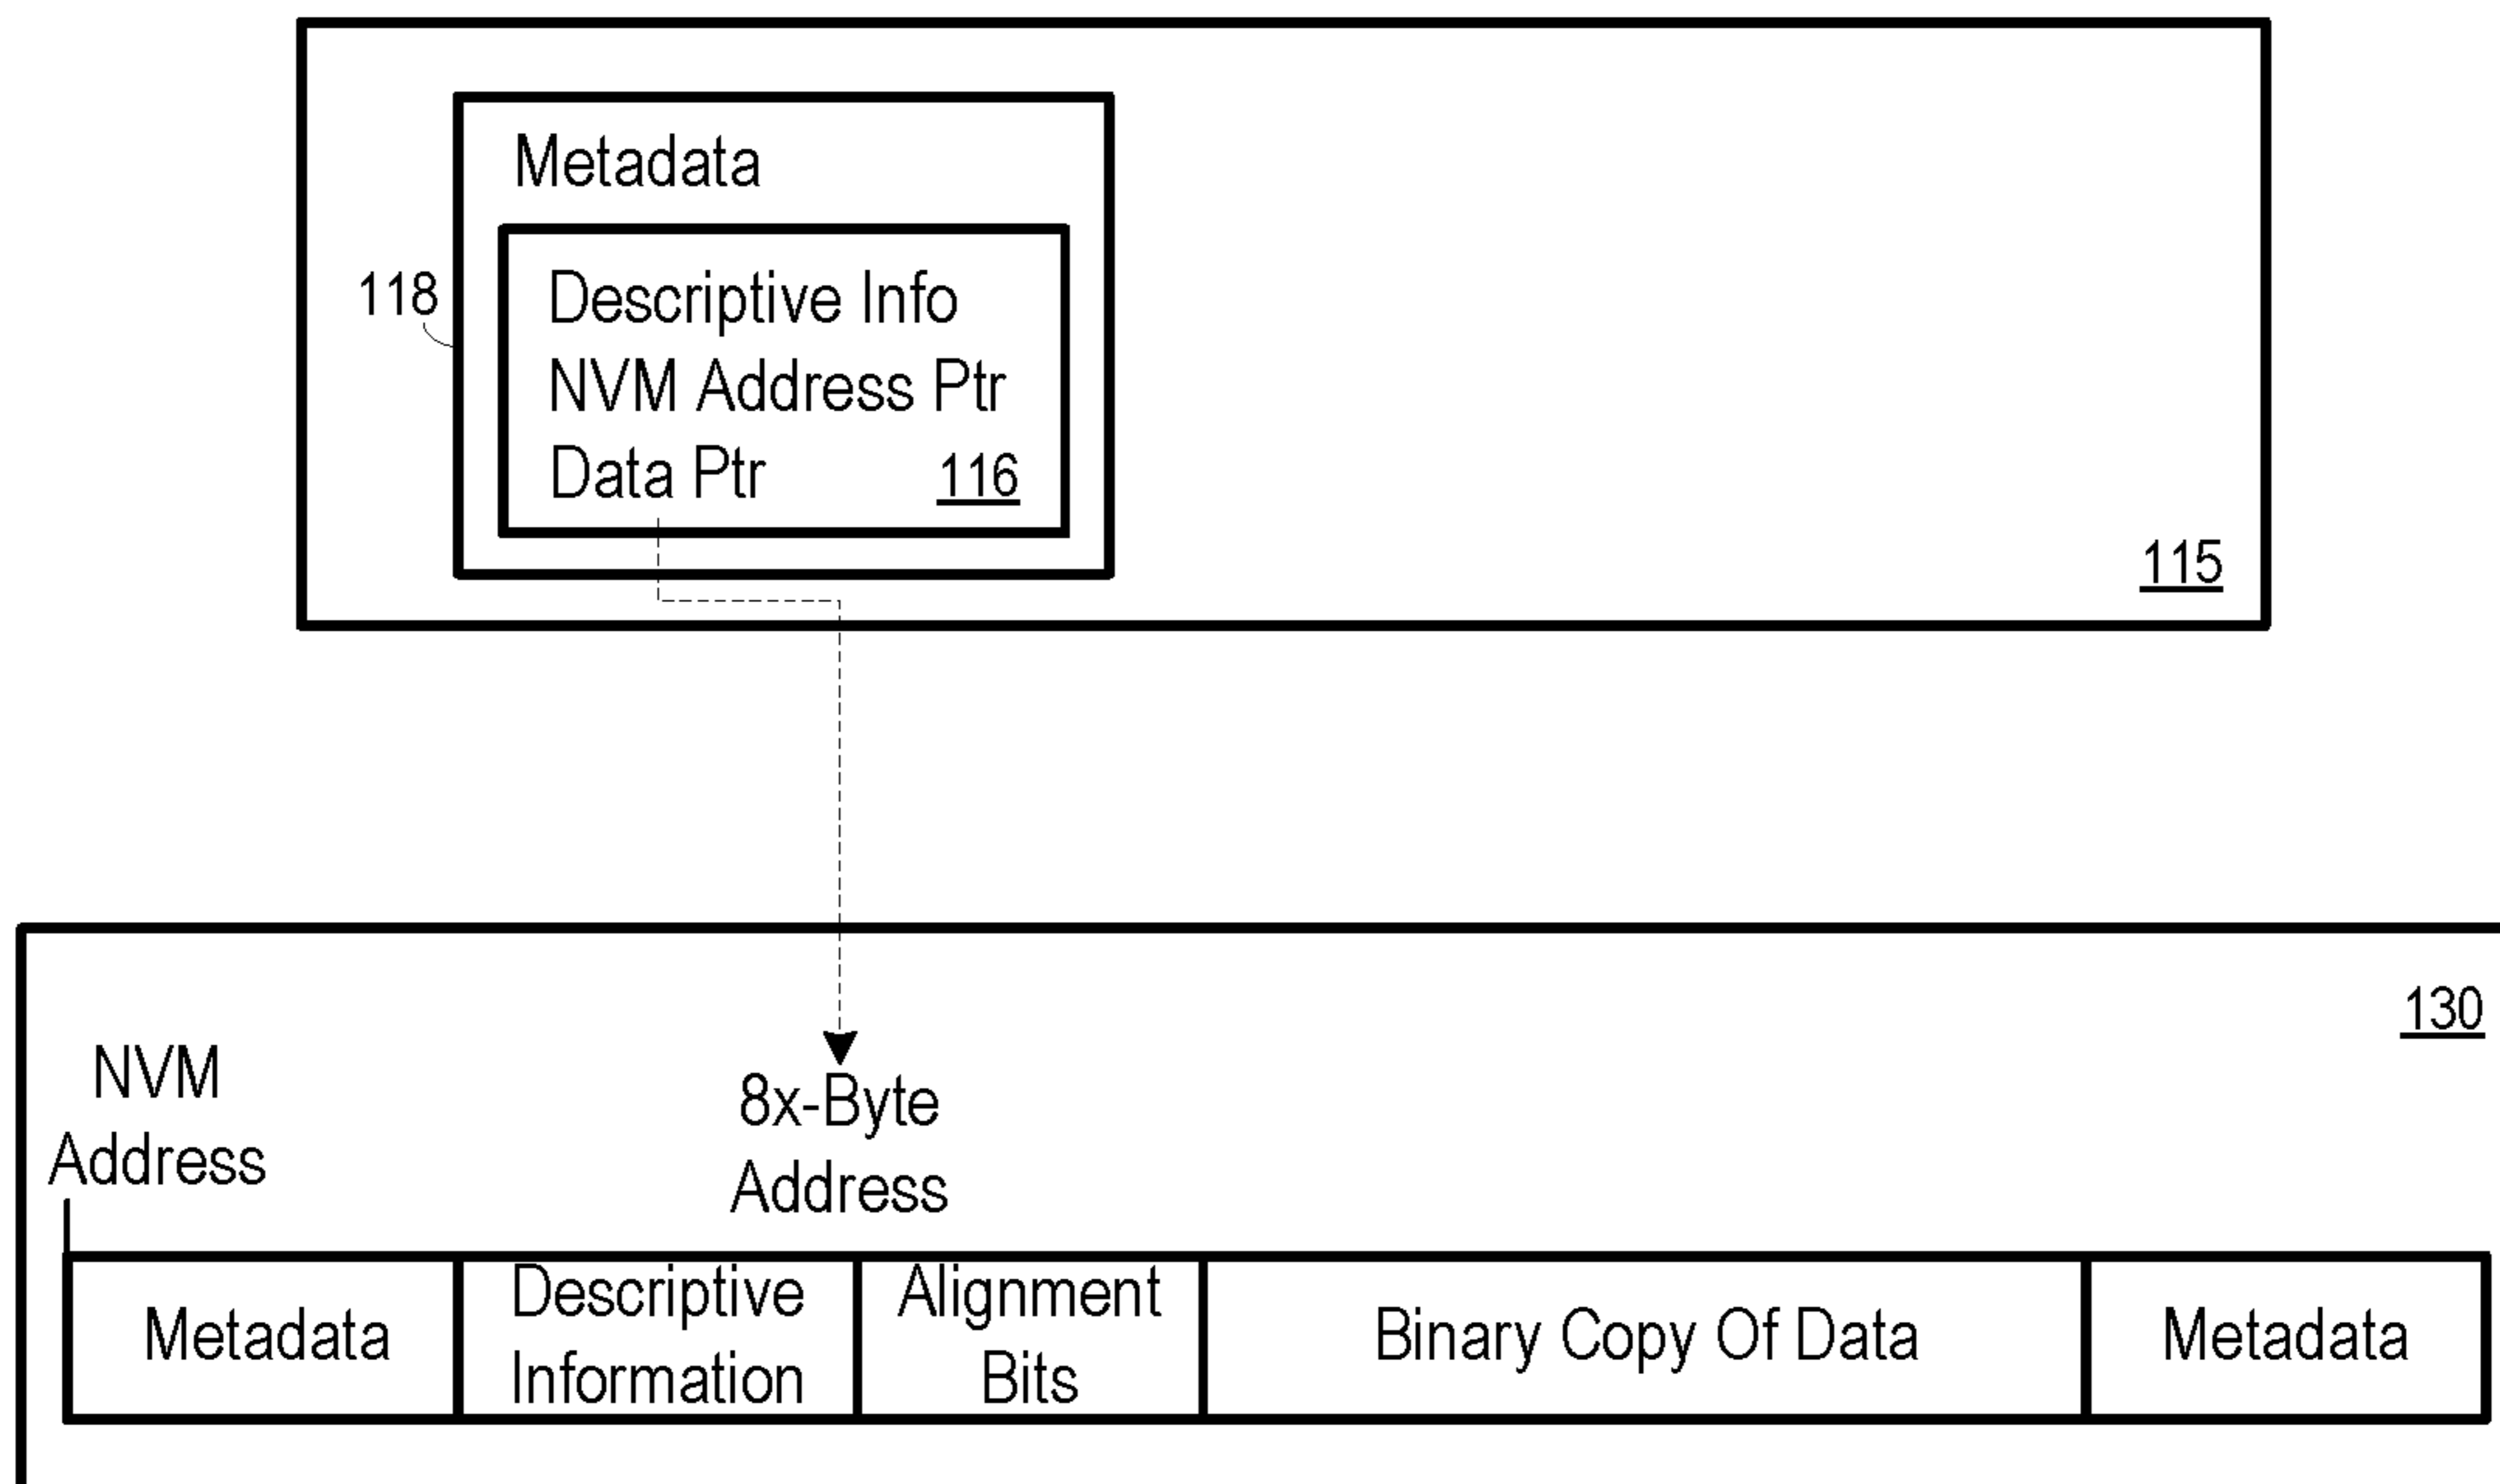 Metadata
118
Descriptive Info
NVM Address Ptr
Data Ptr
116
115
130
NVM
Address
8x-Byte
Address
Metadata
Descriptive
Information
Alignment
Bits
Binary Copy Of Data
Metadata